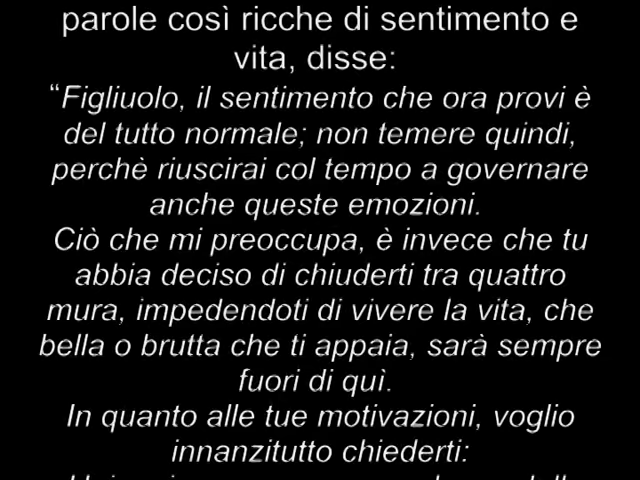 parole così ricche di sentimento e
vita, disse:
“Figliuolo, il sentimento che ora provi è
del tutto normale; non temere quindi,
perchè riuscirai col tempo a governare
anche queste emozioni.
Ciò che mi preoccupa, è invece che tu
abbia deciso di chiuderti tra quattro
mura, impedendoti di vivere la vita, che
bella o brutta che ti appaia, sarà sempre
fuori di quì.
In quanto alle tue motivazioni, voglio
innanzitutto chiederti: